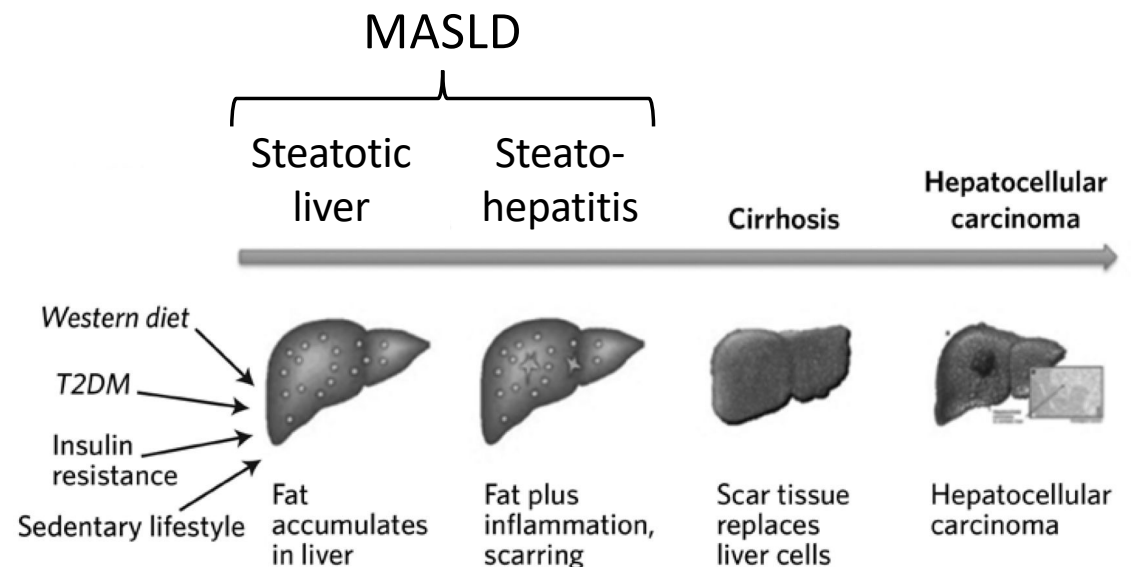 MASLD
Steatotic
liver
Steato-
hepatitis
Cirrhosis
Hepatocellular
carcinoma
Western diet
T2DM
Insulin
resistance
Sedentary lifestyle
Fat
accumulates
in liver
Fat plus
inflammation,
scarring
Scar tissue
replaces
liver cells
Hepatocellular
carcinoma